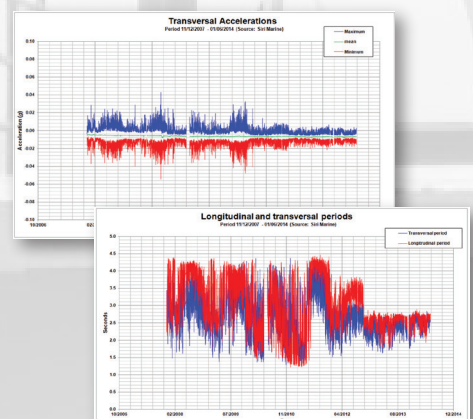 Transversal Accelerations
Period 11/12/2007 - 01/06/2014 (Source: Siri Marine)
Maximum
mean
Minimum
Acceleration (g)
0.10
0.08
0.06
0.04
0.02
0.00
-0.02
-0.04
-0.06
-0.08
-0.10
10/2006
Longitudinal and transversal periods
Period 11/12/2007 - 01/06/2014 (Source: Siri Marine)
Transversal period
Longitudinal period
Seconds
5.0
4.5
4.0
3.5
3.0
2.5
2.0
1.5
1.0
0.5
0.0
10/2006
02/2008
07/2009
11/2010
04/2012
08/2013
12/2014